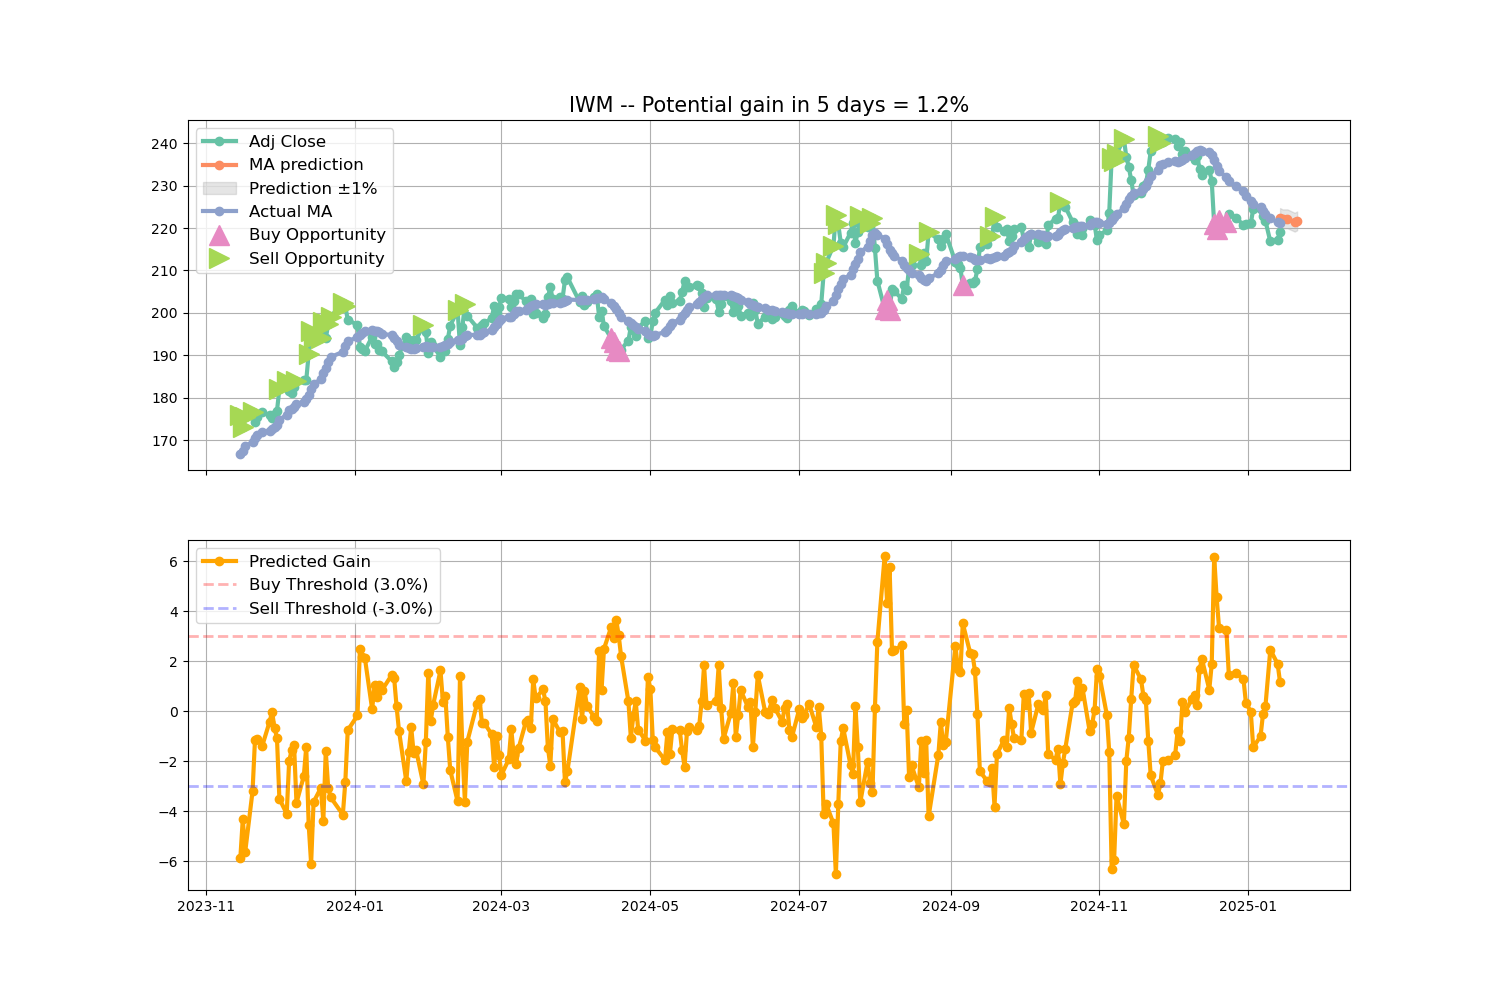 IWM -- Potential gain in 5 days = 1.2%
Adj Close
MA prediction
Prediction ±1%
Actual MA
Buy Opportunity
Sell Opportunity
240
230
220
210
200
190
180
170
Predicted Gain
Buy Threshold (3.0%)
Sell Threshold (-3.0%)
6
4
2
0
−2
−4
−6
2023-11
2024-01
2024-03
2024-05
2024-07
2024-09
2024-11
2025-01